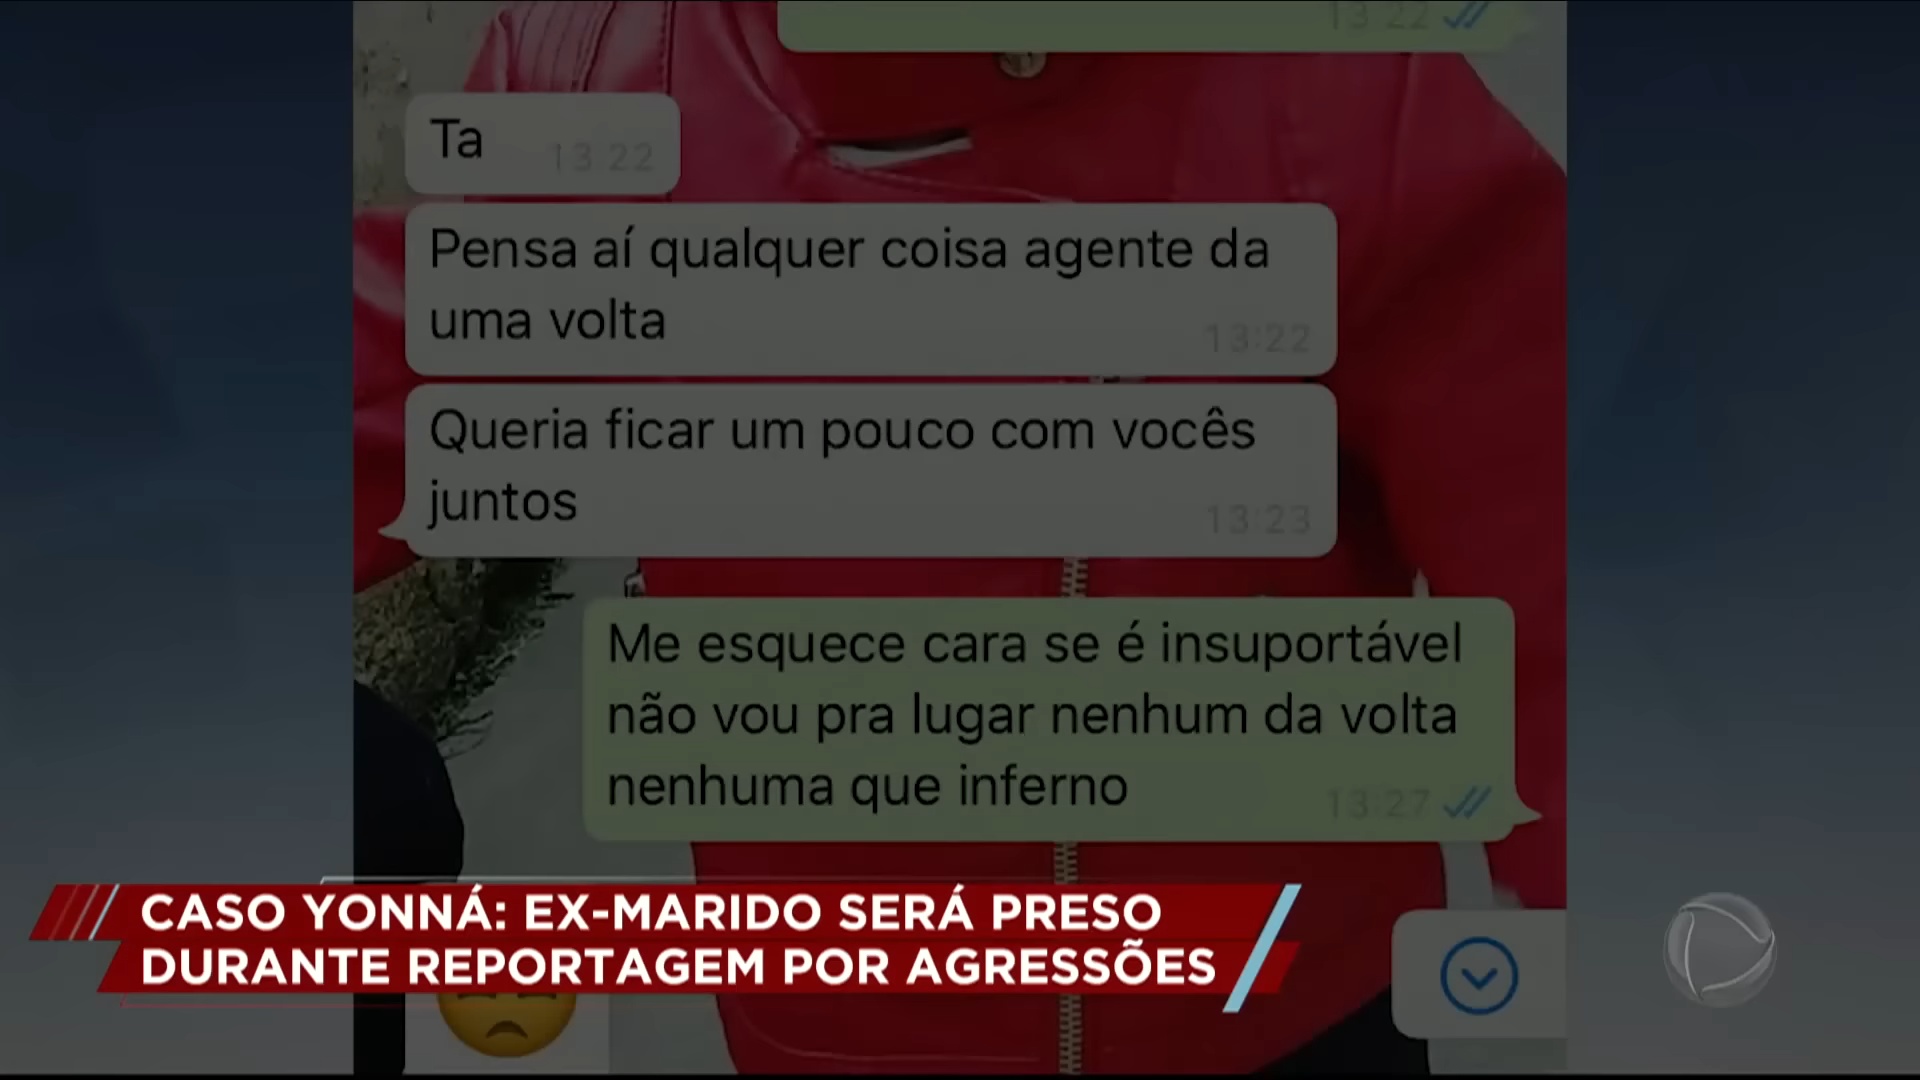 13 22
Ta
13 22
Pensa aí qualquer coisa agente da
uma volta
13:22
Queria ficar um pouco com vocês
juntos
13:23
Me esquece cara se é insuportável
não vou pra lugar nenhum da volta
nenhuma que inferno
13:27
CASO YONNÁ: EX-MARIDO SERÁ PRESO
DURANTE REPORTAGEM POR AGRESSÕES